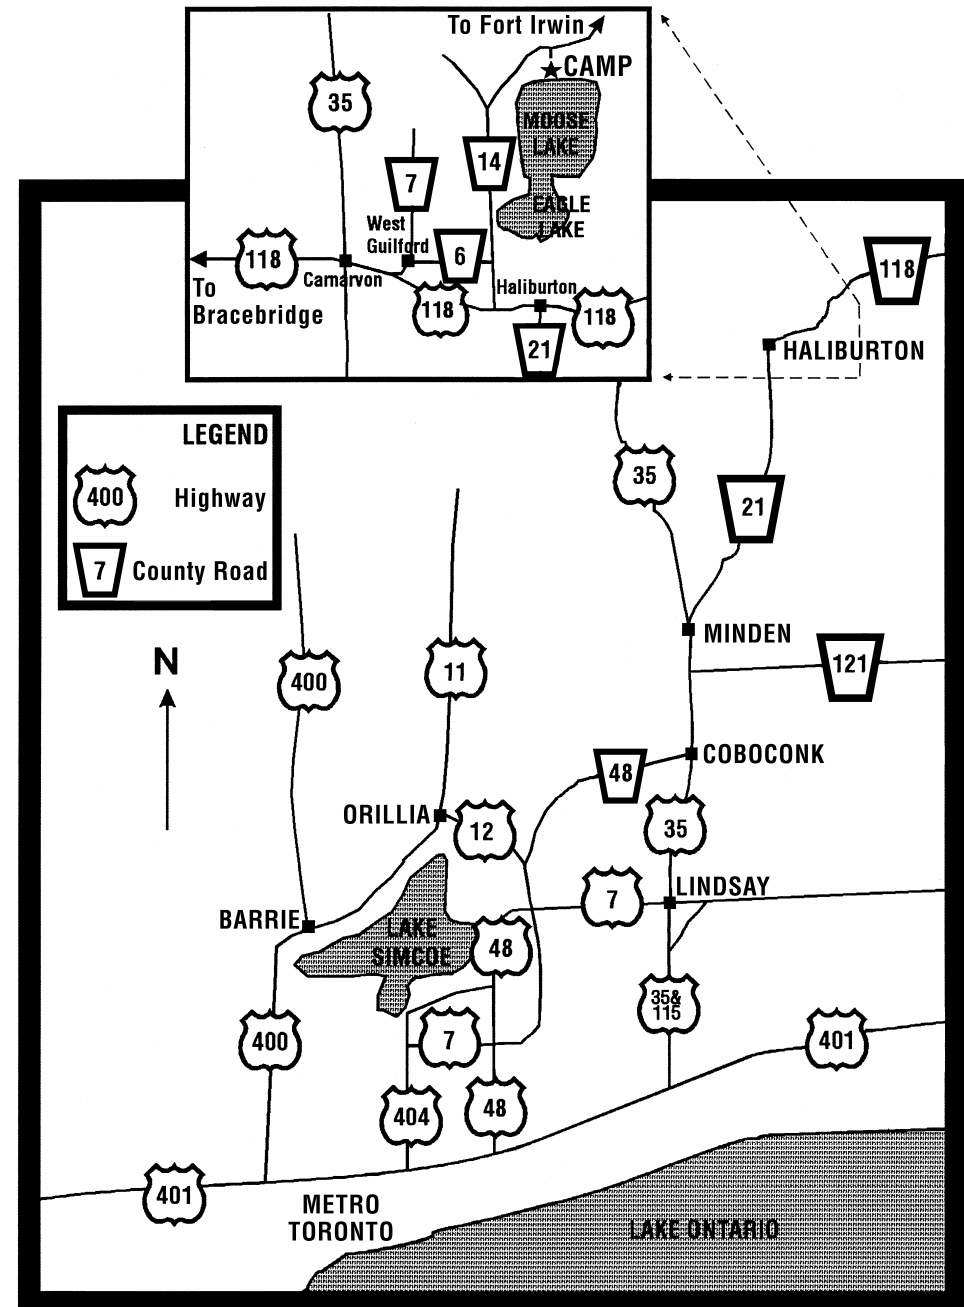 To Fort Irwin
CAMP
35
MOOSE
LAKE
14
7
EAGLE
LAKE
West
Guilford
118
6
Carnarvon
To
Bracebridge
Haliburton
118
118
21
118
HALIBURTON
LEGEND
400 Highway
7 County Road
35
21
N
MINDEN
121
400
11
COBOCONK
48
ORILLIA
12
35
LINDSAY
7
BARRIE
LAKE
SIMCOE
48
35&
115
400
7
401
404
48
401
METRO
TORONTO
LAKE ONTARIO